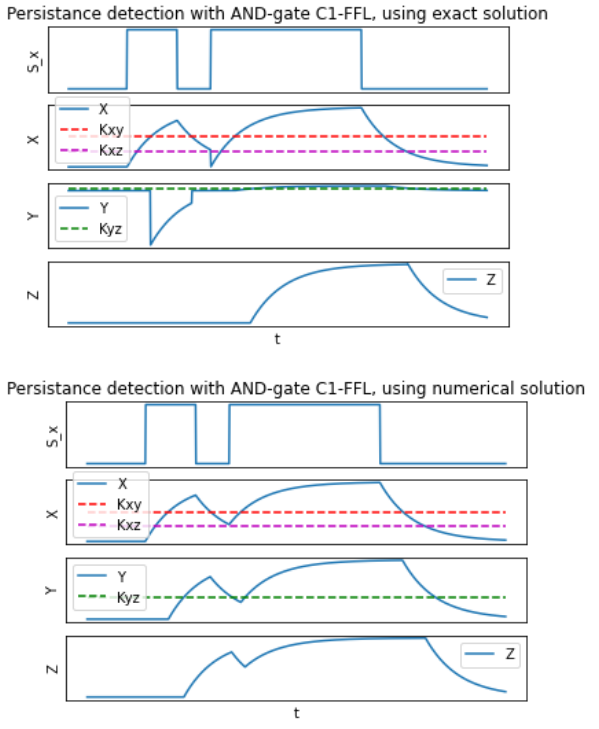 Persistance detection with AND-gate C1-FFL, using exact solution
S_x
X
X
Kxy
Kxz
Y
Y
Kyz
Z
Z
t
Persistance detection with AND-gate C1-FFL, using numerical solution
S_x
X
X
Kxy
Kxz
Y
Y
Kyz
Z
Z
t